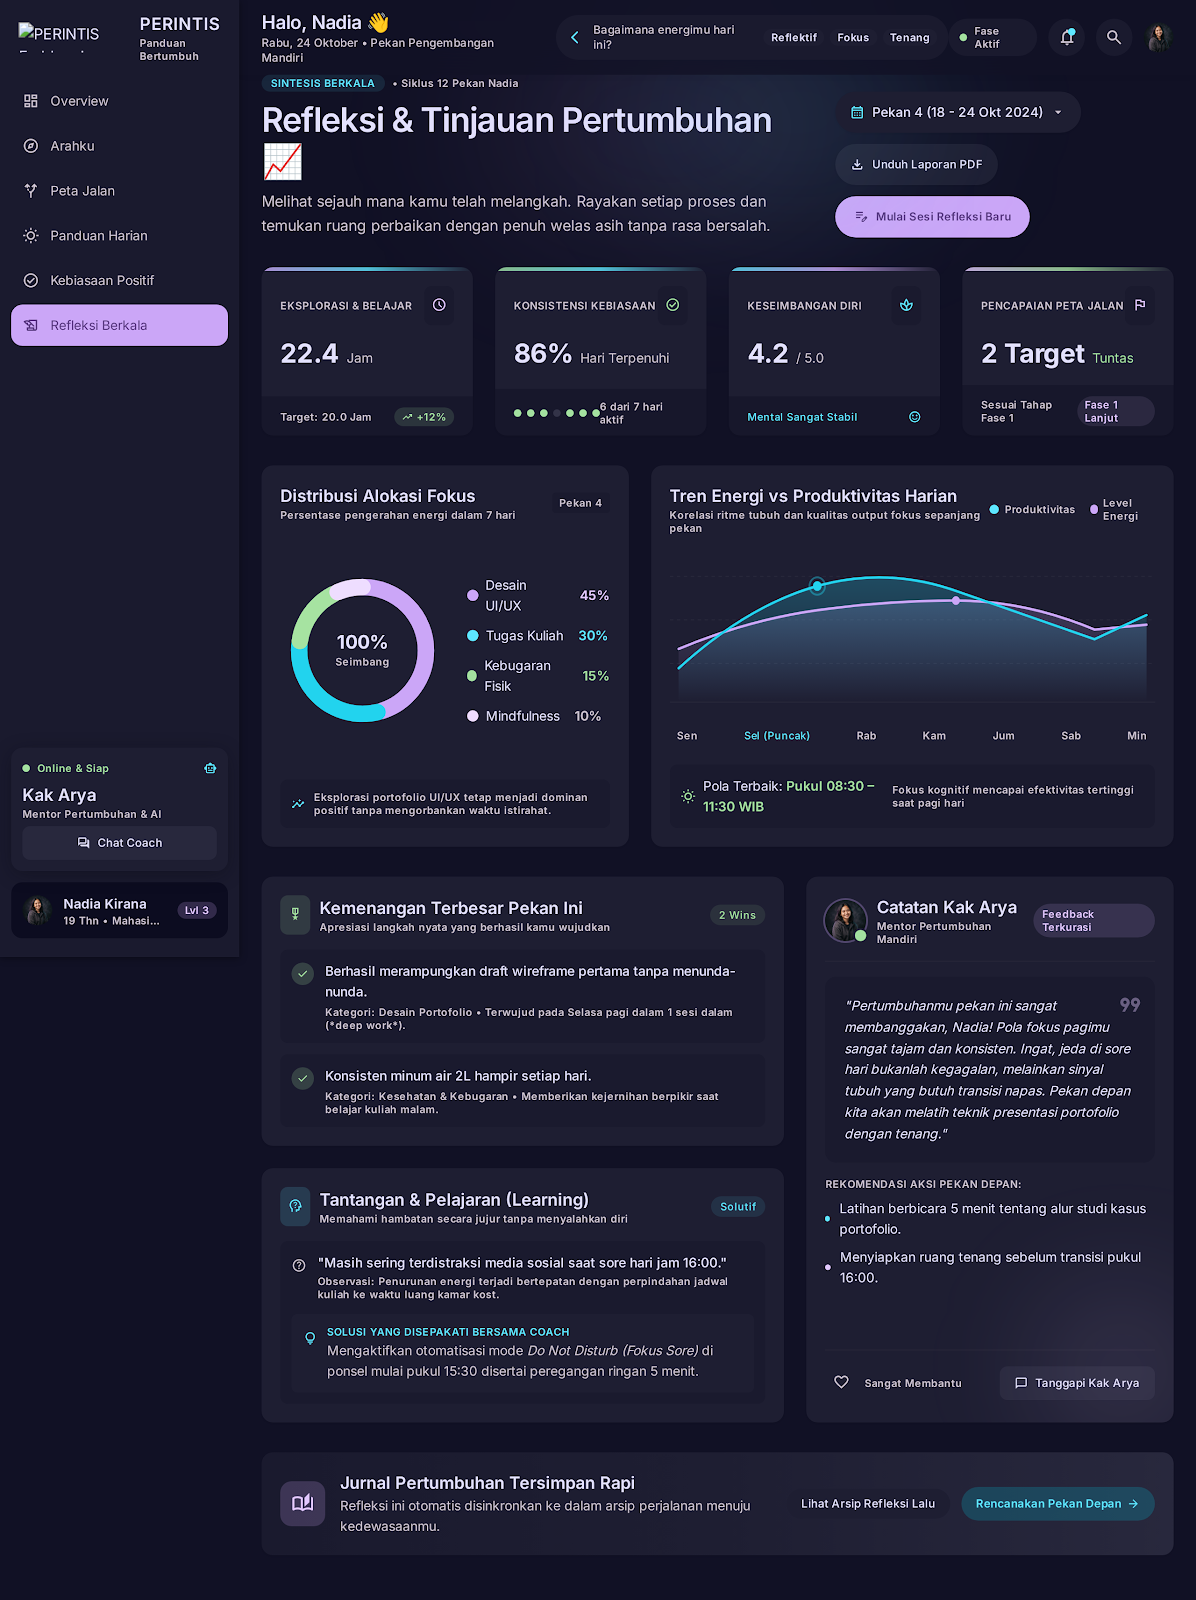 PERINTIS
PERINTIS
Panduan
Bertumbuh
Overview
Arahku
Peta Jalan
Panduan Harian
Kebiasaan Positif
Refleksi Berkala
Online & Siap
Kak Arya
Mentor Pertumbuhan & AI
Chat Coach
Nadia Kirana
19 Thn • Mahasi...
Lvl 3
Halo, Nadia 👋
Rabu, 24 Oktober • Pekan Pengembangan
Mandiri
Bagaimana energimu hari
ini?
Reflektif
Fokus
Tenang
Fase
Aktif
SINTESIS BERKALA
• Siklus 12 Pekan Nadia
Refleksi & Tinjauan Pertumbuhan
📈
Melihat sejauh mana kamu telah melangkah. Rayakan setiap proses dan
temukan ruang perbaikan dengan penuh welas asih tanpa rasa bersalah.
Pekan 4 (18 - 24 Okt 2024)
Unduh Laporan PDF
Mulai Sesi Refleksi Baru
EKSPLORASI & BELAJAR
22.4 Jam
Target: 20.0 Jam
+12%
KONSISTENSI KEBIASAAN
86% Hari Terpenuhi
6 dari 7 hari
aktif
KESEIMBANGAN DIRI
4.2 / 5.0
Mental Sangat Stabil
PENCAPAIAN PETA JALAN
2 Target Tuntas
Sesuai Tahap
Fase 1
Fase 1
Lanjut
Distribusi Alokasi Fokus
Persentase pengerahan energi dalam 7 hari
Pekan 4
100%
Seimbang
Desain
UI/UX
45%
Tugas Kuliah 30%
Kebugaran
Fisik
15%
Mindfulness 10%
Eksplorasi portofolio UI/UX tetap menjadi dominan
positif tanpa mengorbankan waktu istirahat.
Tren Energi vs Produktivitas Harian
Korelasi ritme tubuh dan kualitas output fokus sepanjang
pekan
Produktivitas
Level
Energi
Sen Sel (Puncak) Rab Kam Jum Sab Min
Pola Terbaik: Pukul 08:30 –
11:30 WIB
Fokus kognitif mencapai efektivitas tertinggi
saat pagi hari
Kemenangan Terbesar Pekan Ini
Apresiasi langkah nyata yang berhasil kamu wujudkan
2 Wins
Berhasil merampungkan draft wireframe pertama tanpa menunda-
nunda.
Kategori: Desain Portofolio • Terwujud pada Selasa pagi dalam 1 sesi dalam
(*deep work*).
Konsisten minum air 2L hampir setiap hari.
Kategori: Kesehatan & Kebugaran • Memberikan kejernihan berpikir saat
belajar kuliah malam.
Tantangan & Pelajaran (Learning)
Memahami hambatan secara jujur tanpa menyalahkan diri
Solutif
"Masih sering terdistraksi media sosial saat sore hari jam 16:00."
Observasi: Penurunan energi terjadi bertepatan dengan perpindahan jadwal
kuliah ke waktu luang kamar kost.
SOLUSI YANG DISEPAKATI BERSAMA COACH
Mengaktifkan otomatisasi mode Do Not Disturb (Fokus Sore) di
ponsel mulai pukul 15:30 disertai peregangan ringan 5 menit.
Catatan Kak Arya
Mentor Pertumbuhan
Mandiri
Feedback
Terkurasi
"Pertumbuhanmu pekan ini sangat
membanggakan, Nadia! Pola fokus pagimu
sangat tajam dan konsisten. Ingat, jeda di sore
hari bukanlah kegagalan, melainkan sinyal
tubuh yang butuh transisi napas. Pekan depan
kita akan melatih teknik presentasi portofolio
dengan tenang."
REKOMENDASI AKSI PEKAN DEPAN:
Latihan berbicara 5 menit tentang alur studi kasus
portofolio.
Menyiapkan ruang tenang sebelum transisi pukul
16:00.
Sangat Membantu
Tanggapi Kak Arya
Jurnal Pertumbuhan Tersimpan Rapi
Refleksi ini otomatis disinkronkan ke dalam arsip perjalanan menuju
kedewasaanmu.
Lihat Arsip Refleksi Lalu
Rencanakan Pekan Depan →